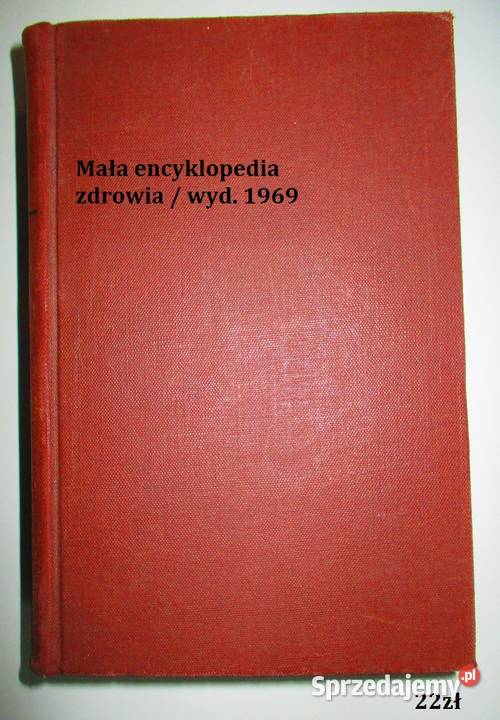 Mała encyklopedia
zdrowia / wyd. 1969
Sprzedajemy.pl
22zł